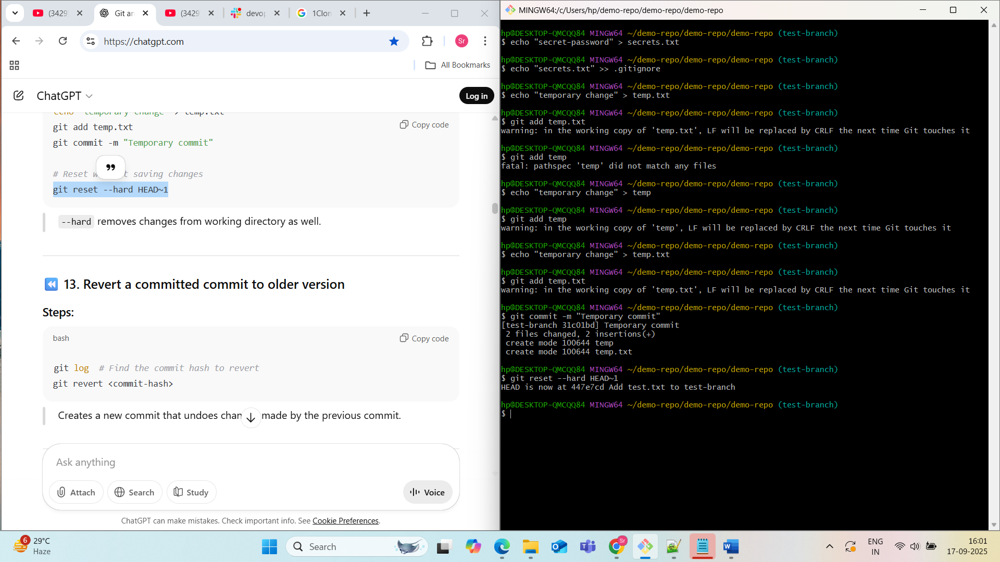 (3429
Git an
(3429
devop
1Clon
https://chatgpt.com
Sr
All Bookmarks
ChatGPT
Log in
echo "temporary change" > temp.txt
git add temp.txt
Copy code
git commit -m "Temporary commit"
# Reset w t saving changes
git reset --hard HEAD~1
--hard removes changes from working directory as well.
13. Revert a committed commit to older version
Steps:
bash
Copy code
git log # Find the commit hash to revert
git revert <commit-hash>
Creates a new commit that undoes chan made by the previous commit.
Ask anything
Attach
Search
Study
Voice
ChatGPT can make mistakes. Check important info. See Cookie Preferences.
MINGW64:/c/Users/hp/demo-repo/demo-repo/demo-repo
hp@DESKTOP-QMCQQ84 MINGW64 ~/demo-repo/demo-repo/demo-repo (test-branch)
$ echo "secret-password" > secrets.txt
hp@DESKTOP-QMCQQ84 MINGW64 ~/demo-repo/demo-repo/demo-repo (test-branch)
$ echo "secrets.txt" >> .gitignore
hp@DESKTOP-QMCQQ84 MINGW64 ~/demo-repo/demo-repo/demo-repo (test-branch)
$ echo "temporary change" > temp.txt
hp@DESKTOP-QMCQQ84 MINGW64 ~/demo-repo/demo-repo/demo-repo (test-branch)
$ git add temp.txt
warning: in the working copy of 'temp.txt', LF will be replaced by CRLF the next time Git touches it
hp@DESKTOP-QMCQQ84 MINGW64 ~/demo-repo/demo-repo/demo-repo (test-branch)
$ git add temp
fatal: pathspec 'temp' did not match any files
hp@DESKTOP-QMCQQ84 MINGW64 ~/demo-repo/demo-repo/demo-repo (test-branch)
$ echo "temporary change" > temp
hp@DESKTOP-QMCQQ84 MINGW64 ~/demo-repo/demo-repo/demo-repo (test-branch)
$ git add temp
warning: in the working copy of 'temp', LF will be replaced by CRLF the next time Git touches it
hp@DESKTOP-QMCQQ84 MINGW64 ~/demo-repo/demo-repo/demo-repo (test-branch)
$ echo "temporary change" > temp.txt
hp@DESKTOP-QMCQQ84 MINGW64 ~/demo-repo/demo-repo/demo-repo (test-branch)
$ git add temp.txt
warning: in the working copy of 'temp.txt', LF will be replaced by CRLF the next time Git touches it
hp@DESKTOP-QMCQQ84 MINGW64 ~/demo-repo/demo-repo/demo-repo (test-branch)
$ git commit -m "Temporary commit"
[test-branch 31c01bd] Temporary commit
2 files changed, 2 insertions(+)
create mode 100644 temp
create mode 100644 temp.txt
hp@DESKTOP-QMCQQ84 MINGW64 ~/demo-repo/demo-repo/demo-repo (test-branch)
$ git reset --hard HEAD~1
HEAD is now at 447e7cd Add test.txt to test-branch
hp@DESKTOP-QMCQQ84 MINGW64 ~/demo-repo/demo-repo/demo-repo (test-branch)
$
6
29°C
Haze
Search
Sr
ENG
IN
16:01
17-09-2025